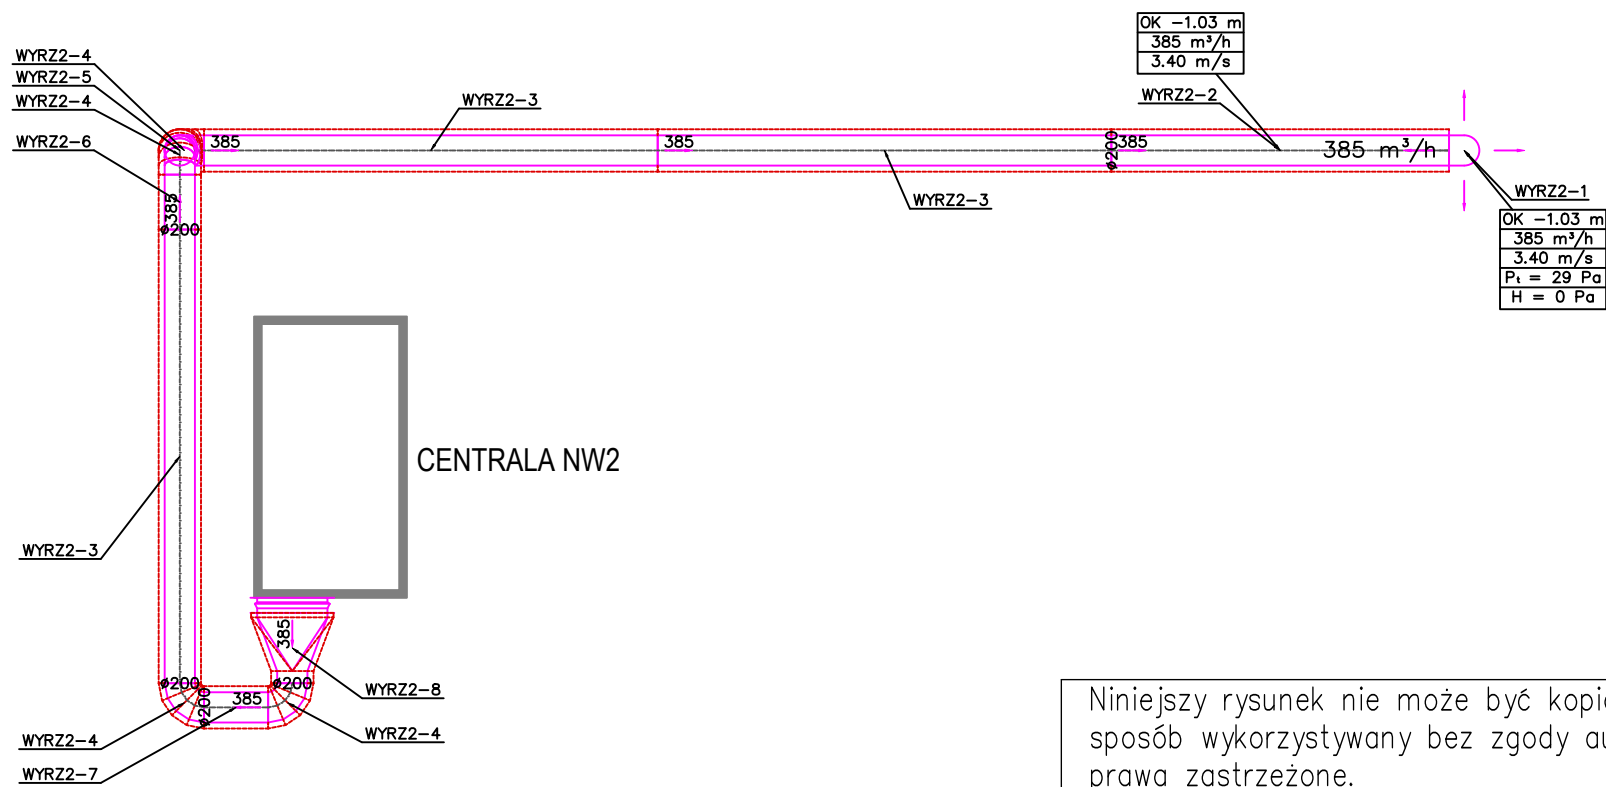 OK -1.03 m
385 m³/h
3.40 m/s
WYRZ2-4
WYRZ2-5
WYRZ2-4
WYRZ2-6
WYRZ2-3
WYRZ2-2
385
385
ø200
385
385 m³/h
WYRZ2-1
WYRZ2-3
385
ø200
OK -1.03 m
385 m³/h
3.40 m/s
Pt = 29 Pa
H = 0 Pa
CENTRALA NW2
WYRZ2-3
385
ø200
ø200
ø200
385
WYRZ2-8
WYRZ2-4
WYRZ2-4
WYRZ2-7
Niniejszy rysunek nie może być kopio
sposób wykorzystywany bez zgody au
prawa zastrzeżone.